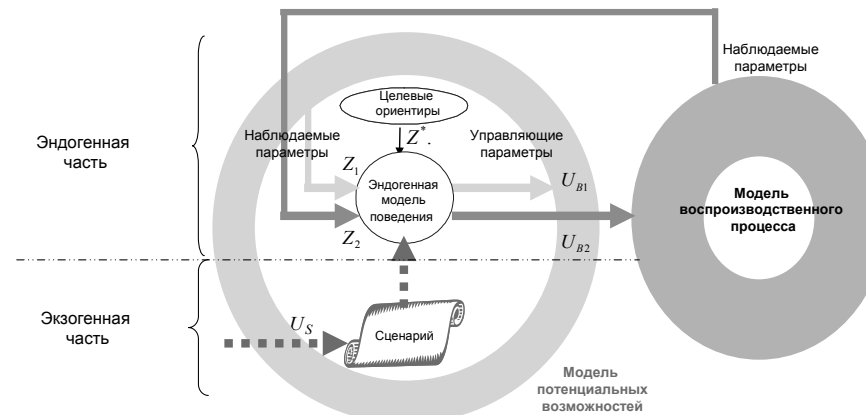 Наблюдаемые
параметры
Целевые
ориентиры
Эндогенная
часть
Наблюдаемые
параметры
Z*.
Управляющие
параметры
Z1
Эндогенная
модель
поведения
UB1
Модель
воспроизводственного
процесса
Z2
UB2
Экзогенная
часть
US
Сценарий
Модель
потенциальных
возможностей